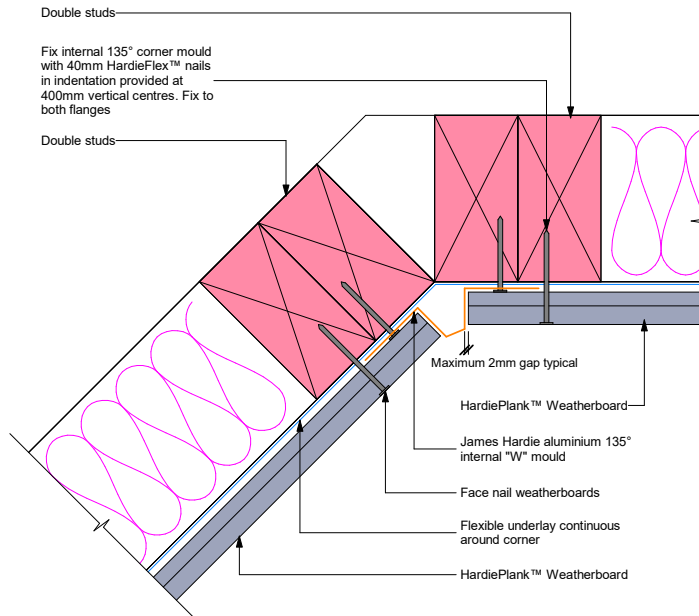 Double studs
Fix internal 135° corner mould
with 40mm HardieFlex™ nails
in indentation provided at
400mm vertical centres. Fix to
both flanges
Double studs
Maximum 2mm gap typical
HardiePlank™ Weatherboard
James Hardie aluminium 135°
internal "W" mould
Face nail weatherboards
Flexible underlay continuous
around corner
HardiePlank™ Weatherboard